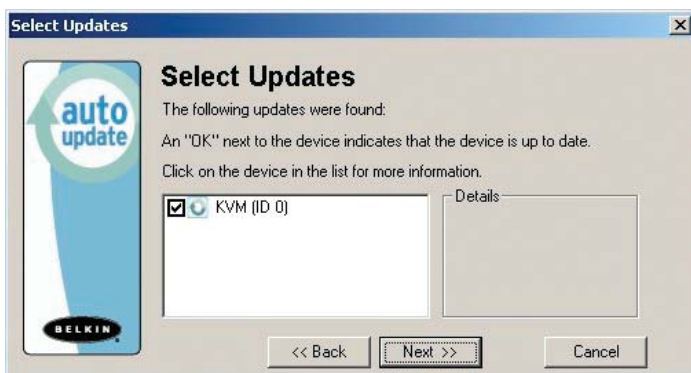 Select Updates
auto
update
BELKIN
Select Updates
The following updates were found:
An "OK" next to the device indicates that the device is up to date.
Click on the device in the list for more information.
KVM (ID 0)
Details
<< Back
Next >>
Cancel